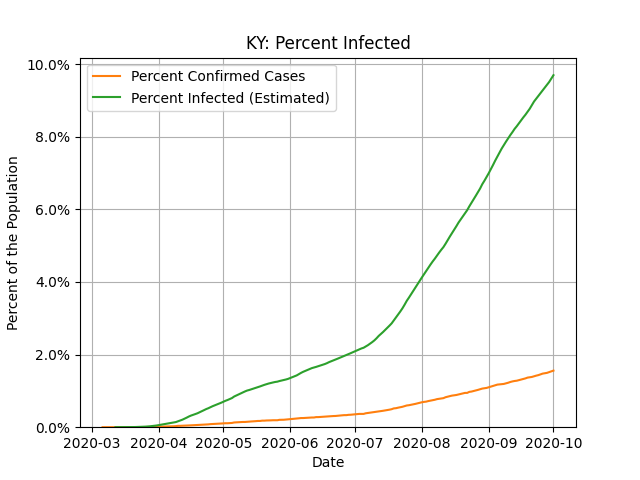 KY: Percent Infected
Percent Confirmed Cases
Percent Infected (Estimated)
Percent of the Population
10.0%
8.0%
6.0%
4.0%
2.0%
0.0%
2020-03 2020-04 2020-05 2020-06 2020-07 2020-08 2020-09 2020-10
Date